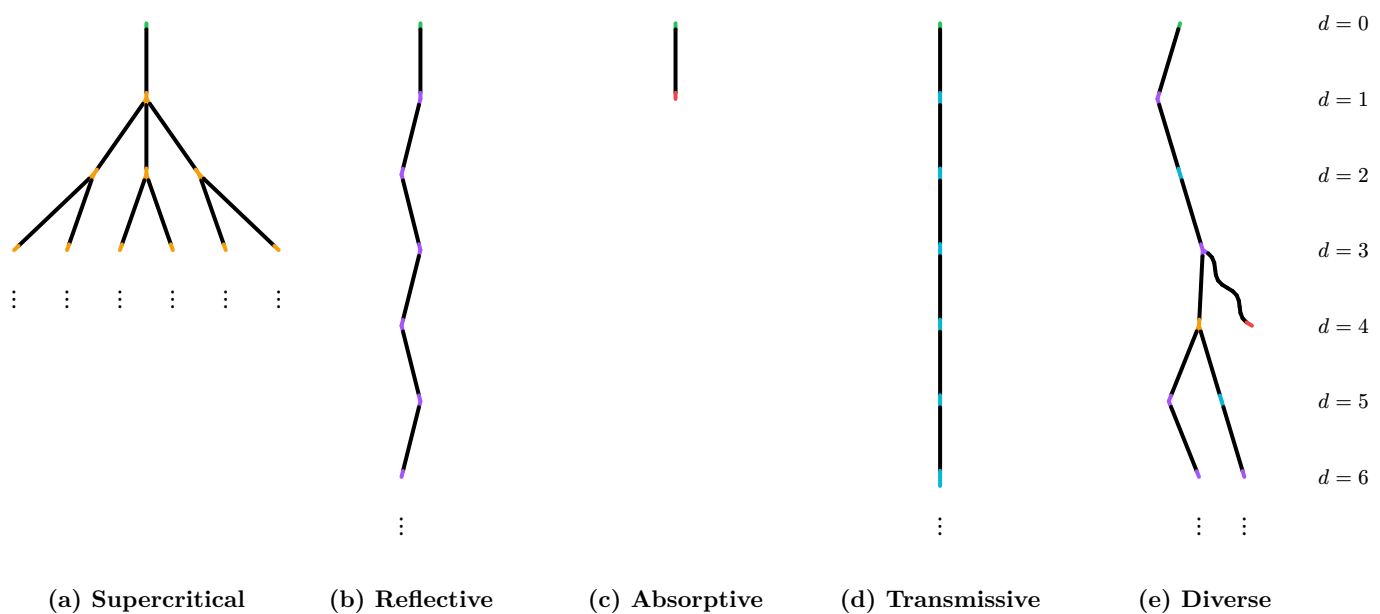 d = 0
d = 1
d = 2
d = 3
d = 4
d = 5
d = 6
(a) Supercritical
(b) Reflective
(c) Absorptive
(d) Transmissive
(e) Diverse